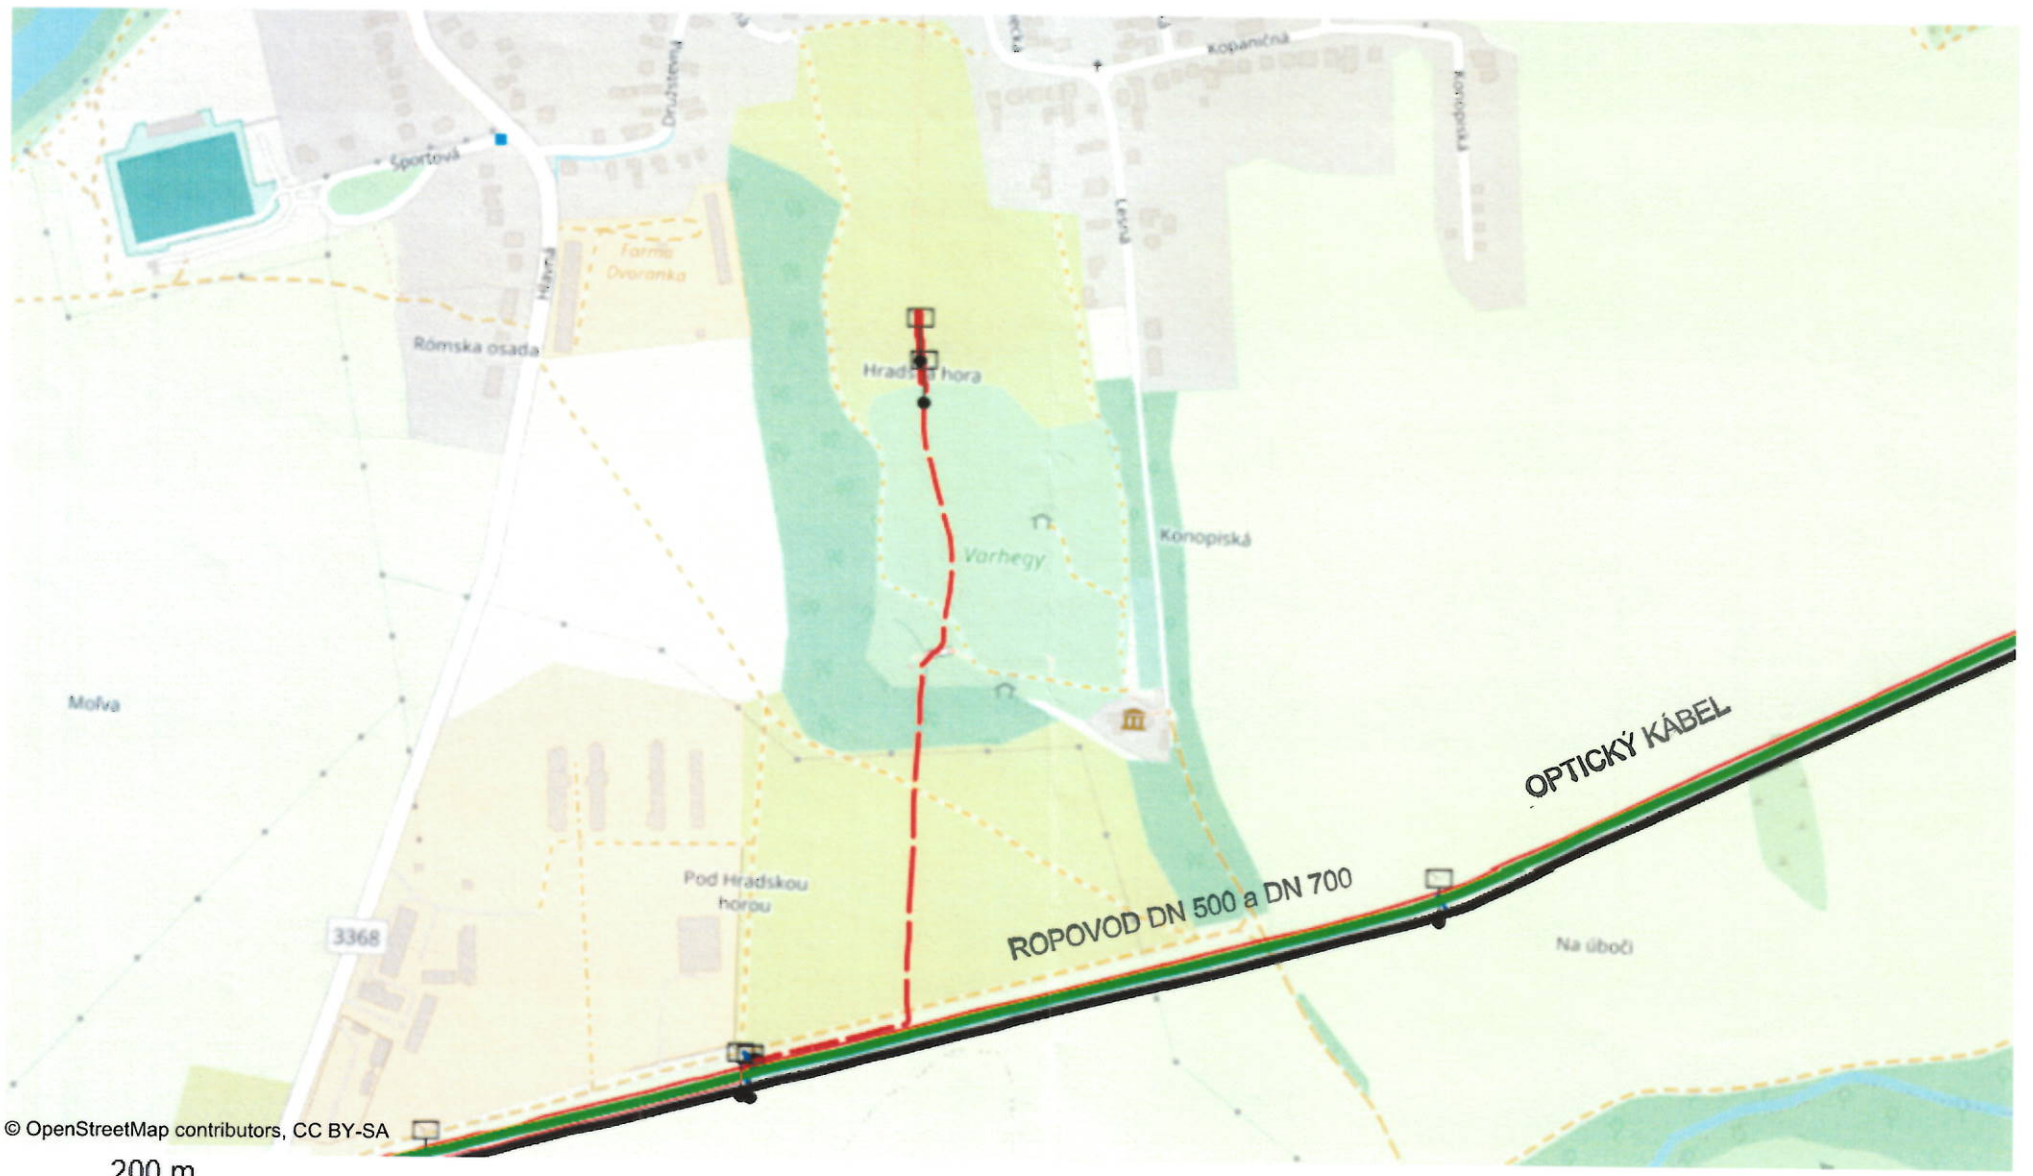 Kopaničná
Družstevná
Konopiská
Športová
Lesná
Farma
Dvoranka
Hlavná
Rómska osada
Hradská hora
Konopiská
Varhegy
Moľva
OPTICKÝ KÁBEL
Pod Hradskou
horou
ROPOVOD DN 500 a DN 700
3368
Na úbočí
© OpenStreetMap contributors, CC BY-SA
200 m